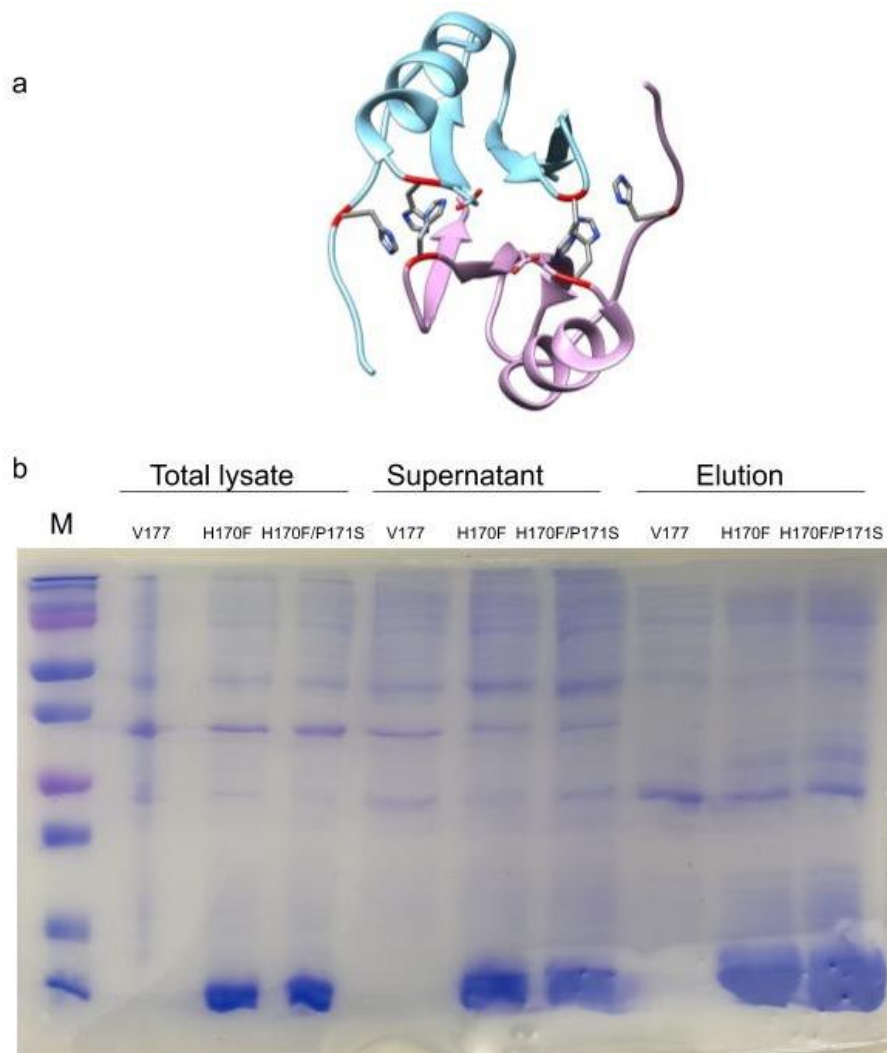 a
b
Total lysate Supernatant Elution
M V177 H170F H170F/P171S V177 H170F H170F/P171S V177 H170F H170F/P171S